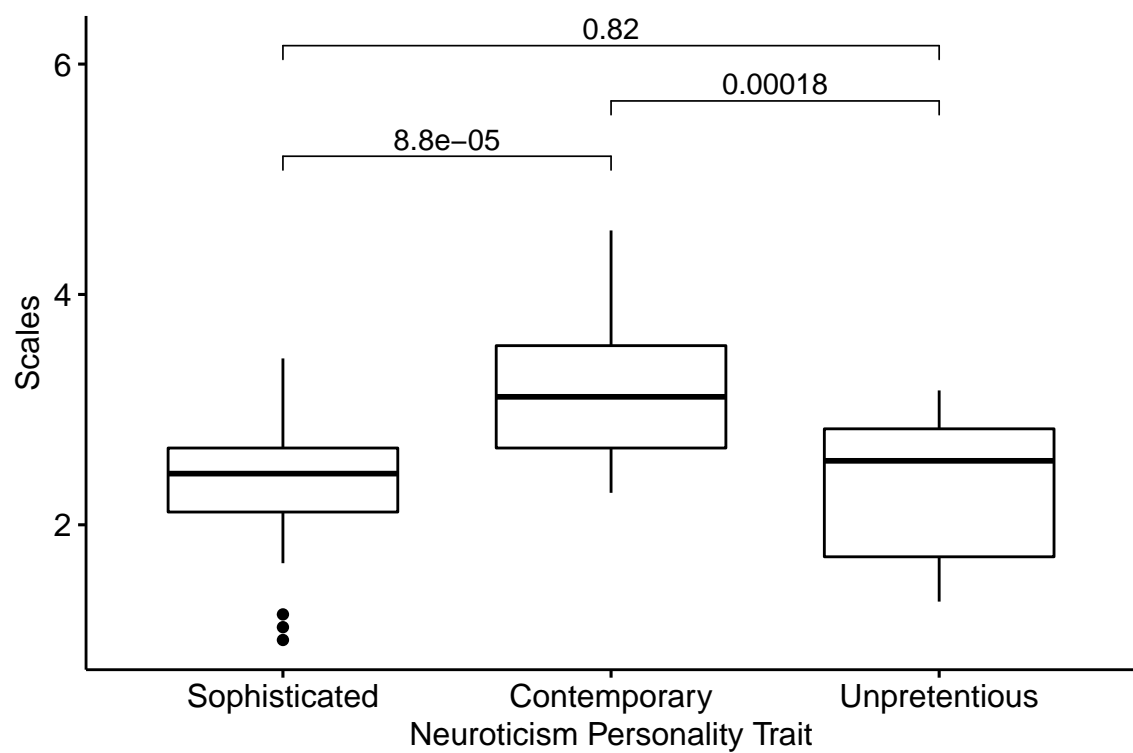 0.82
6
0.00018
8.8e−05
4
Scales
2
Sophisticated Contemporary Unpretentious
Neuroticism Personality Trait